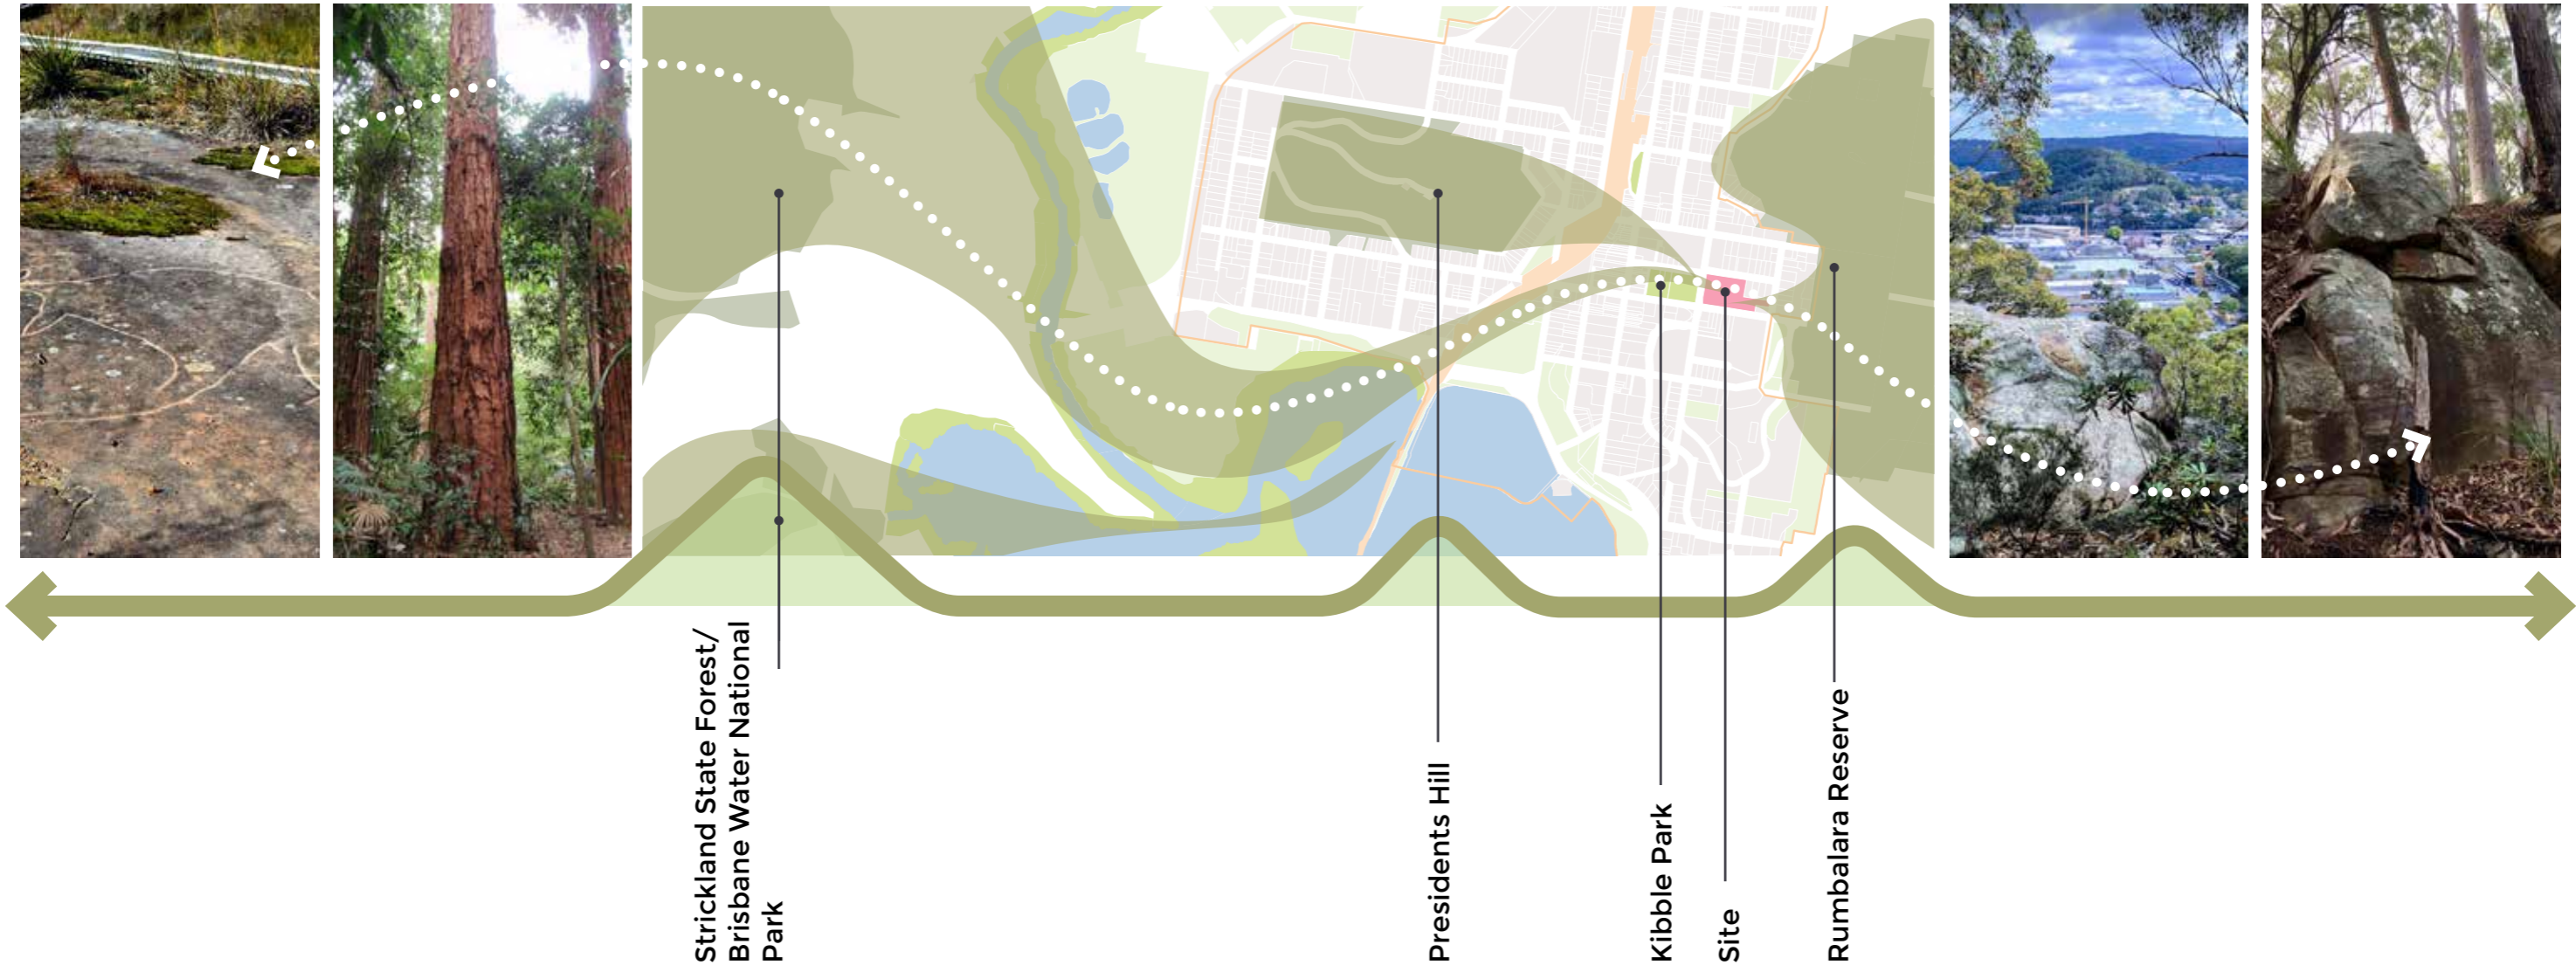 Strickland State Forest/
Brisbane Water National
Park
Presidents Hill
Kibble Park
Site
Rumbalara Reserve